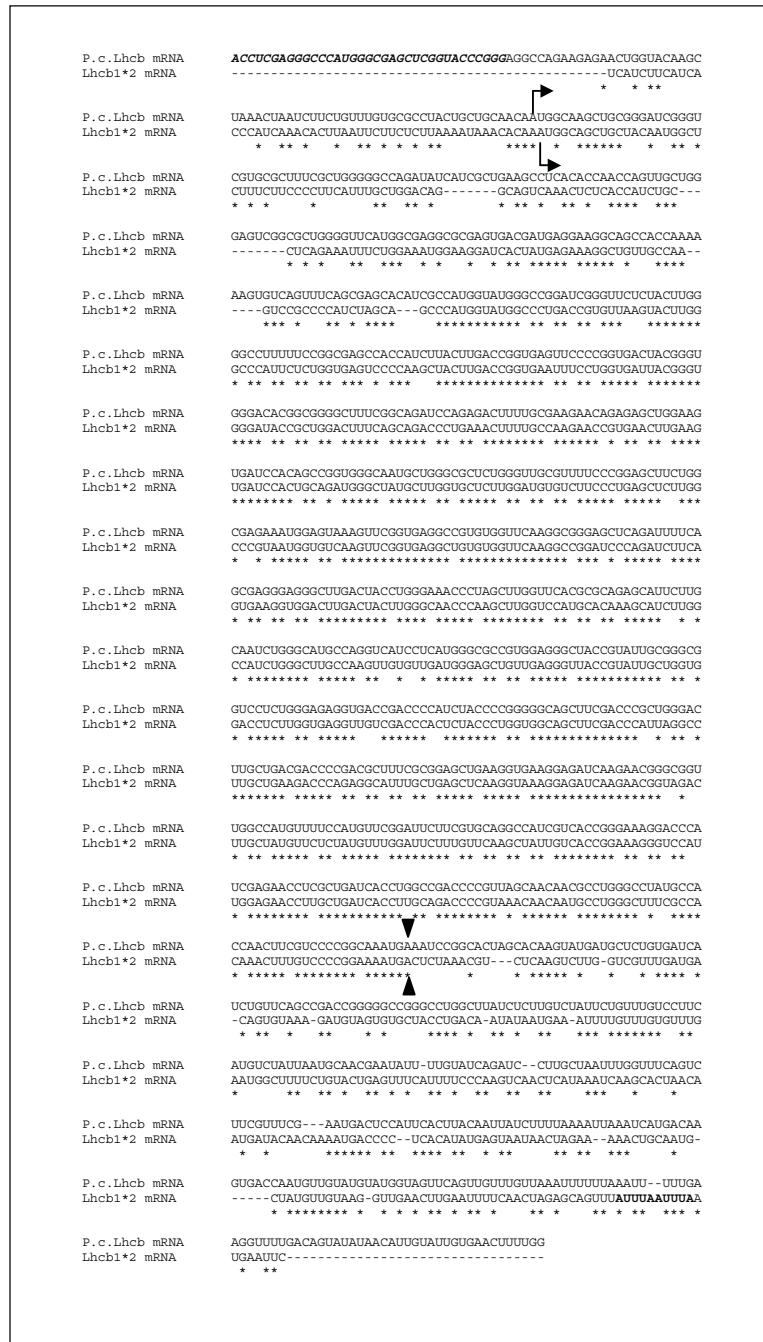 P.c.Lhcb mRNA ACCUCGAGGGCCCAUGGGCGAGCUCGGUACCCGGGAGGCCAGAAGAGAACUGGUACAAGC
Lhcb1*2 mRNA ------------------------------------------------UCAUCUUCAUCA
* * **
P.c.Lhcb mRNA UAAACUAAUCUUCUGUUUGUGCGCCUACUGCUGCAACAAUGGCAAGCUGCGGGAUCGGGU
Lhcb1*2 mRNA CCCAUCAAACACUUAAUUCUUCUCUUAAAAUAAACACAAAUGGCAGCUGCUACAAUGGCU
* ** ** * * * * * ** **** * * ****** * ** *
P.c.Lhcb mRNA CGUGCGCUUUCGCUGGGGGCCAGAUAUCAUCGCUGAAGCCUCACACCAACCAGUUGCUGG
Lhcb1*2 mRNA CUUUCUUCCCCUUCAUUUGCUGGACAG-------GCAGUCAAACUCUCACCAUCUGC---
* * * * ** ** * * ** * ** * **** ***
P.c.Lhcb mRNA GAGUCGGCGCUGGGGUUCAUGGCGAGGCGCGAGUGACGAUGAGGAAGGCAGCCACCAAAA
Lhcb1*2 mRNA -------CUCAGAAAUUUCUGGAAAUGGAAGGAUCACUAUGAGAAAGGCUGUUGCCAA--
* * * ** *** * * * * ** ***** ***** * ****
P.c.Lhcb mRNA AAGUGUCAGUUUCAGCGAGCACAUCGCCAUGGUAUGGGCCGGAUCGGGUUCUCUACUUGG
Lhcb1*2 mRNA ----GUCCGCCCCAUCUAGCA---GCCCAUGGUAUGGCCCUGACCGUGUUAAGUACUUGG
*** * ** * **** *********** ** ** ** *** *******
P.c.Lhcb mRNA GGCCUUUUUCCGGCGAGCCACCAUCUUACUUGACCGGUGAGUUCCCCGGUGACUACGGGU
Lhcb1*2 mRNA GCCCAUUCUCUGGUGAGUCCCCAAGCUACUUGACCGGUGAAUUUCCUGGUGAUUACGGGU
* ** ** ** ** *** * *** ************** ** ** ***** *******
P.c.Lhcb mRNA GGGACACGGCGGGGCUUUCGGCAGAUCCAGAGACUUUUGCGAAGAACAGAGAGCUGGAAG
Lhcb1*2 mRNA GGGAUACCGCUGGACUUUCAGCAGACCCUGAAACUUUUGCCAAGAACCGUGAACUUGAAG
**** ** ** ** ***** ***** ** ** ******** ****** * ** ** ****
P.c.Lhcb mRNA UGAUCCACAGCCGGUGGGCAAUGCUGGGCGCUCUGGGUUGCGUUUUCCCGGAGCUUCUGG
Lhcb1*2 mRNA UGAUCCACUGCAGAUGGGCUAUGCUUGGUGCUCUUGGAUGUGUCUUCCCUGAGCUCUUGG
******** ** * ***** ***** ** ***** ** ** ** ***** ***** ***
P.c.Lhcb mRNA CGAGAAAUGGAGUAAAGUUCGGUGAGGCCGUGUGGUUCAAGGCGGGAGCUCAGAUUUUCA
Lhcb1*2 mRNA CCCGUAAUGGUGUCAAGUUCGGUGAGGCUGUGUGGUUCAAGGCCGGAUCCCAGAUCUUCA
* * ***** ** ************** ************** *** * ***** ****
P.c.Lhcb mRNA GCGAGGGAGGGCUUGACUACCUGGGAAACCCUAGCUUGGUUCACGCGCAGAGCAUUCUUG
Lhcb1*2 mRNA GUGAAGGUGGACUUGACUACUUGGGCAACCCAAGCUUGGUCCAUGCACAAAGCAUCUUGG
* ** ** ** ********* **** ***** ******** ** ** ** ***** * *
P.c.Lhcb mRNA CAAUCUGGGCAUGCCAGGUCAUCCUCAUGGGCGCCGUGGAGGGCUACCGUAUUGCGGGCG
Lhcb1*2 mRNA CCAUCUGGGCUUGCCAAGUUGUGUUGAUGGGAGCUGUUGAGGGUUACCGUAUUGCUGGUG
* ******** ***** ** * * ***** ** ** ***** *********** ** *
P.c.Lhcb mRNA GUCCUCUGGGAGAGGUGACCGACCCCAUCUACCCCGGGGGCAGCUUCGACCCGCUGGGAC
Lhcb1*2 mRNA GACCUCUUGGUGAGGUUGUCGACCCACUCUACCCUGGUGGCAGCUUCGACCCAUUAGGCC
* ***** ** ***** ****** ******* ** ************** * ** *
P.c.Lhcb mRNA UUGCUGACGACCCCGACGCUUUCGCGGAGCUGAAGGUGAAGGAGAUCAAGAACGGGCGGU
Lhcb1*2 mRNA UUGCUGAAGACCCAGAGGCAUUUGCUGAGCUCAAGGUAAAGGAGAUCAAGAACGGUAGAC
******* ***** ** ** ** ** ***** ***** ***************** *
P.c.Lhcb mRNA UGGCCAUGUUUUCCAUGUUCGGAUUCUUCGUGCAGGCCAUCGUCACCGGGAAAGGACCCA
Lhcb1*2 mRNA UUGCUAUGUUCUCUAUGUUUGGAUUCUUUGUUCAAGCUAUUGUCACCGGAAAGGGUCCAU
* ** ***** ** ***** ******** ** ** ** ** ******** ** ** **
P.c.Lhcb mRNA UCGAGAACCUCGCUGAUCACCUGGCCGACCCCGUUAGCAACAACGCCUGGGCCUAUGCCA
Lhcb1*2 mRNA UGGAGAACCUUGCUGAUCACCUUGCAGACCCCGUAAACAACAAUGCCUGGGCUUUCGCCA
* ******** *********** ** ******** * ****** ******** * ****
P.c.Lhcb mRNA CCAACUUCGUCCCCGGCAAAUGAAAUCCGGCACUAGCACAAGUAUGAUGCUCUGUGAUCA
Lhcb1*2 mRNA CAAACUUUGUCCCCGGAAAAUGACUCUAAACGU---CUCAAGUCUUG-GUCGUUUGAUGA
* ***** ******** ****** * * ***** * * * **** *
P.c.Lhcb mRNA UCUGUUCAGCCGACCGGGGGCCGGGCCUGGCUUAUCUCUUGUCUAUUCUGUUUGUCCUUC
Lhcb1*2 mRNA -CAGUGUAAA-GAUGUAGUGUGCUACCUGACA-AUAUAAUGAA-AUUUUGUUUGUGUUUG
* ** * ** * * **** * ** * ** *** ******* **
P.c.Lhcb mRNA AUGUCUAUUAAUGCAACGAAUAUU-UUGUAUCAGAUC--CUUGCUAAUUUGGUUUCAGUC
Lhcb1*2 mRNA AAUGGCUUUUCUGUACUGAGUUUCAUUUUCCCAAGUCAACUCAUAAAUCAAGCACUAACA
* ** ** * ** * * ** * ** ** ** *** * *
P.c.Lhcb mRNA UUCGUUUCG---AAUGACUCCAUUCACUUACAAUUAUCUUUUAAAAUUAAAUCAUGACAA
Lhcb1*2 mRNA AUGAUACAACAAAAUGACCCC--UCACAUAUGAGUAAUAACUAGAA--AAACUGCAAUG-
* * ****** ** **** ** * ** ** ** *** *
P.c.Lhcb mRNA GUGACCAAUGUUGUAUGUAUGGUAGUUCAGUUGUUUGUUAAAUUUUUUAAAUU--UUUGA
Lhcb1*2 mRNA -----CUAUGUUGUAAG-GUUGAACUUGAAUUUUCAACUAGAGCAGUUUAUUUAAUUUAA
* ******** * * * * ** * ** * ** * ** * ** *** *
P.c.Lhcb mRNA AGGUUUUGACAGUAUAUAACAUUGUAUUGUGAACUUUUGG
Lhcb1*2 mRNA UGAAUUC---------------------------------
* **